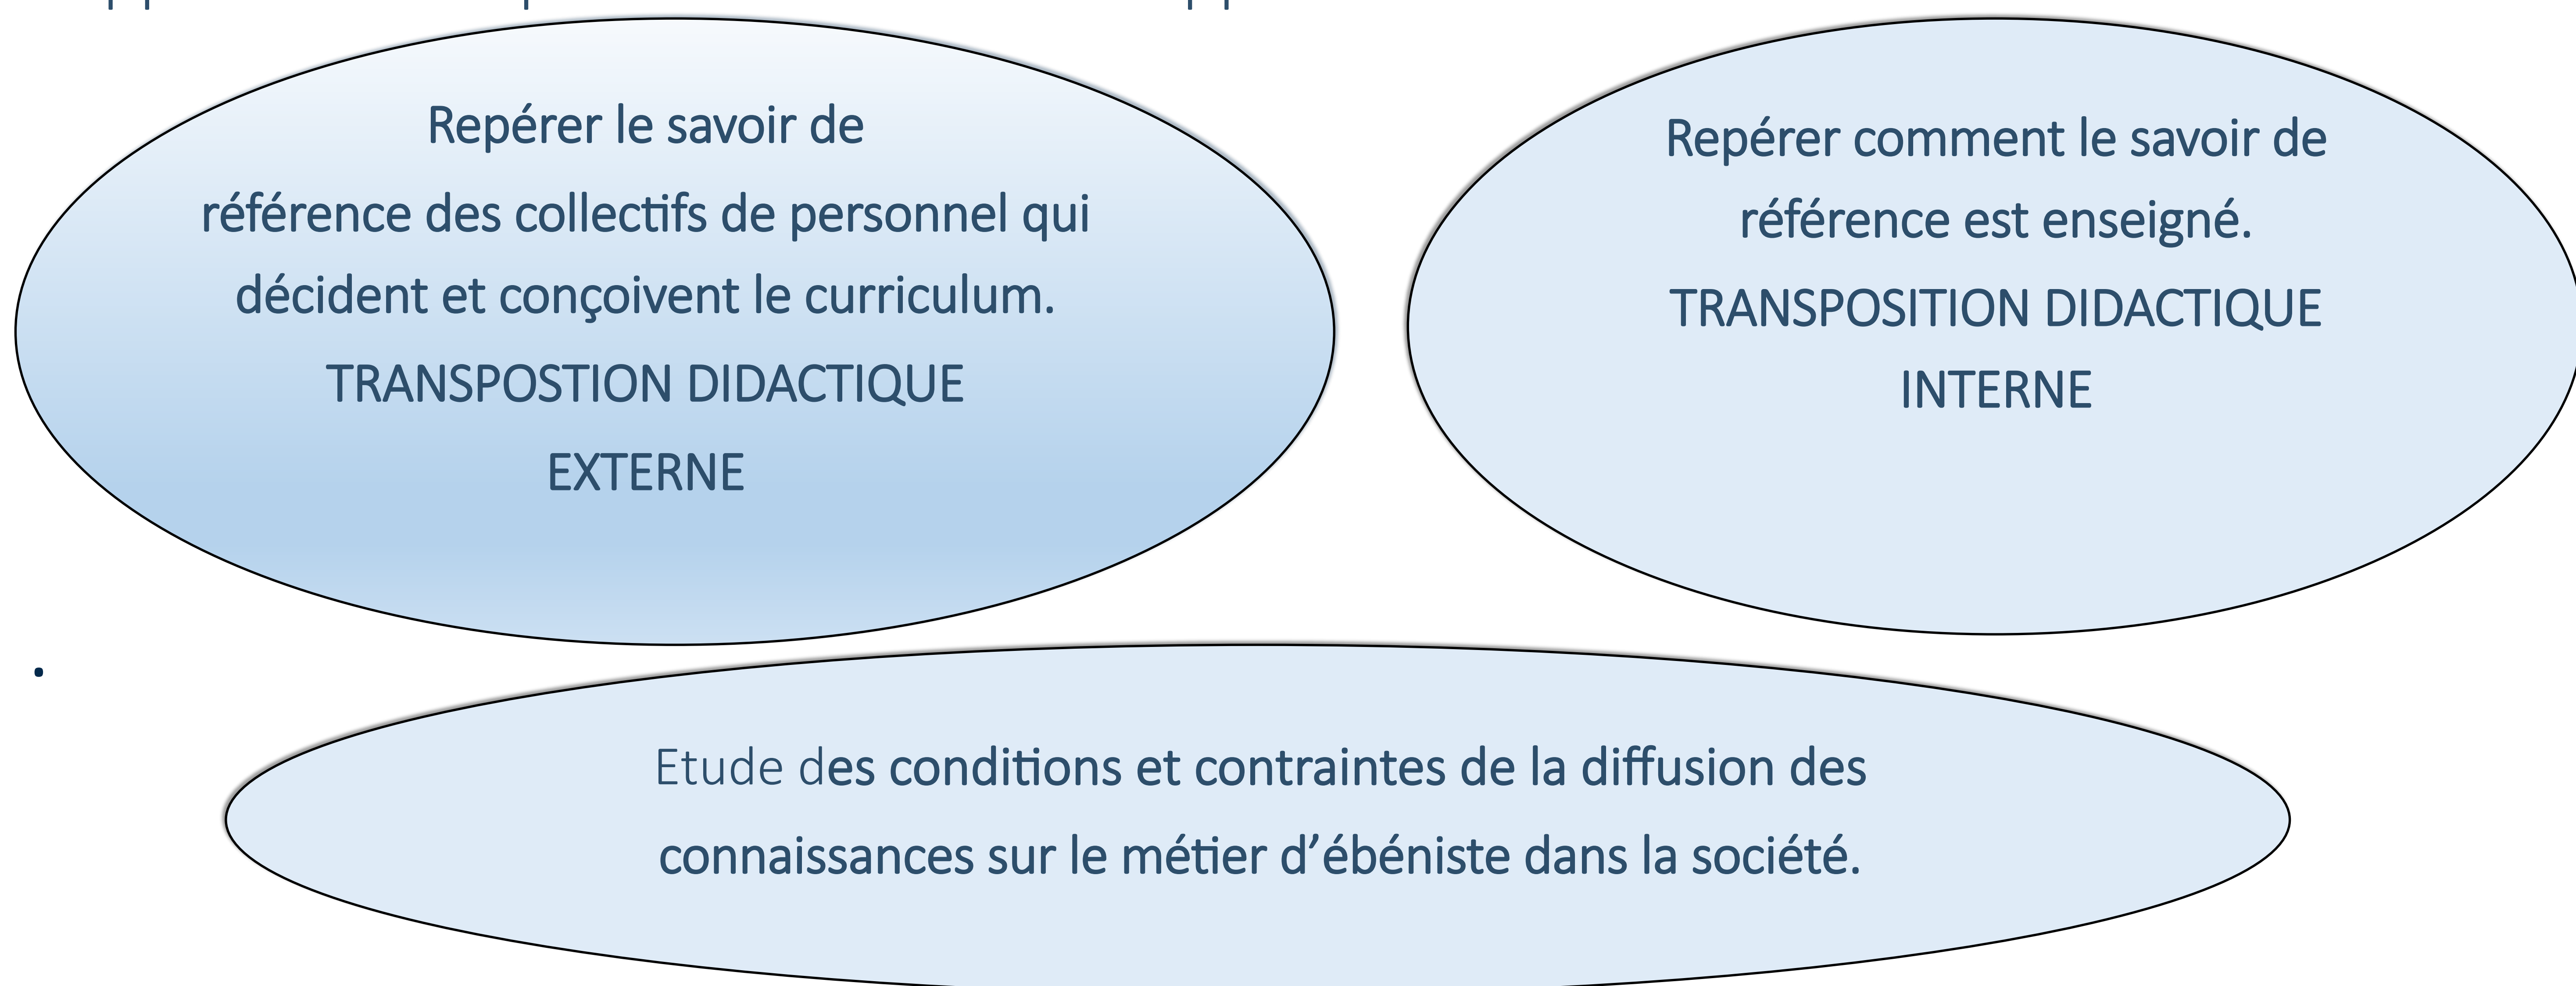 Repérer le savoir de
référence des collectifs de personnel qui
décident et conçoivent le curriculum.
TRANSPOSTION DIDACTIQUE
EXTERNE
Repérer comment le savoir de
référence est enseigné.
TRANSPOSITION DIDACTIQUE
INTERNE
.
Etude des conditions et contraintes de la diffusion des
connaissances sur le métier d’ébéniste dans la société.